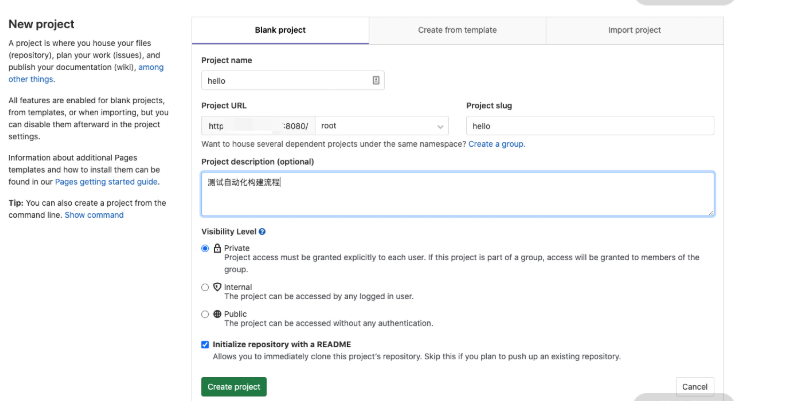 New project
A project is where you house your files
(repository), plan your work (issues), and
publish your documentation (wiki), among
other things.
All features are enabled for blank projects,
from templates, or when importing, but you
can disable them afterward in the project
settings.
Information about additional Pages
templates and how to install them can be
found in our Pages getting started guide.
Tip: You can also create a project from the
command line. Show command
Blank project
Create from template
Import project
Project name
hello
Project URL
Project slug
http :8080/
root
hello
Want to house several dependent projects under the same namespace? Create a group.
Project description (optional)
测试自动化构建流程
Visibility Level
Private
Project access must be granted explicitly to each user. If this project is part of a group, access will be granted to members of the
group.
Internal
The project can be accessed by any logged in user.
Public
The project can be accessed without any authentication.
Initialize repository with a README
Allows you to immediately clone this project's repository. Skip this if you plan to push up an existing repository.
Create project
Cancel